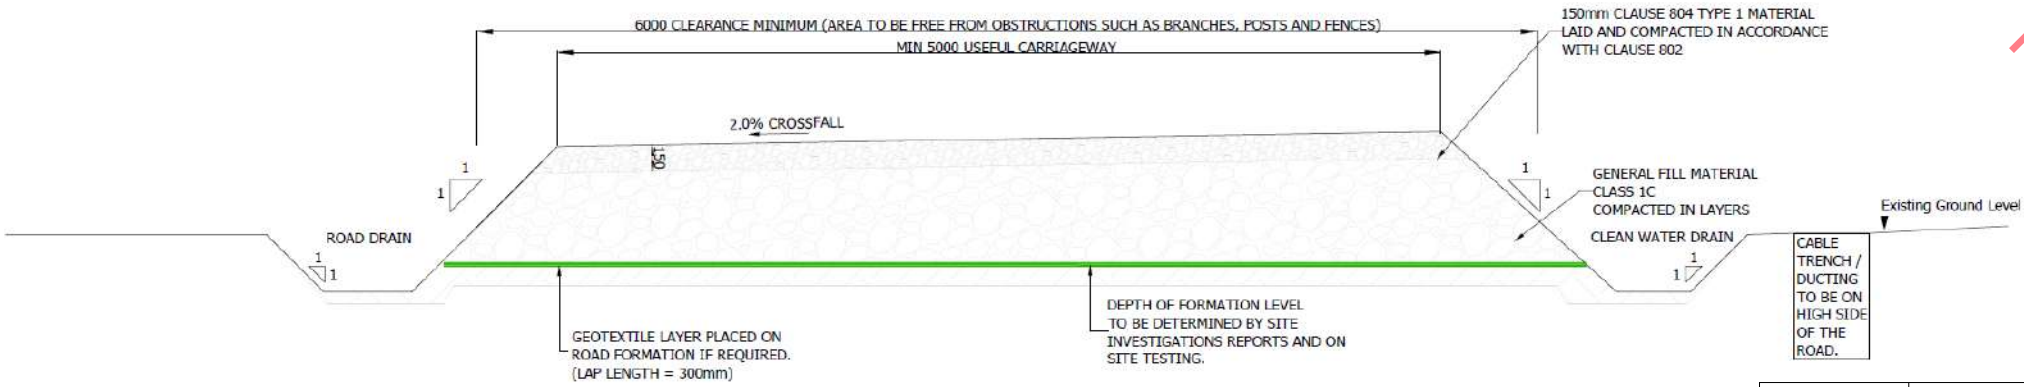 6000 CLEARANCE MINIMUM (AREA TO BE FREE FROM OBSTRUCTIONS SUCH AS BRANCHES, POSTS AND FENCES)
MIN 5000 USEFUL CARRIAGEWAY
150mm CLAUSE 804 TYPE 1 MATERIAL
LAID AND COMPACTED IN ACCORDANCE
WITH CLAUSE 802
2.0% CROSSFALL
150
1
1
1
1
GENERAL FILL MATERIAL
CLASS 1C
COMPACTED IN LAYERS
Existing Ground Level
ROAD DRAIN
CLEAN WATER DRAIN
1
1
1
1
CABLE
TRENCH /
DUCTING
TO BE ON
HIGH SIDE
OF THE
ROAD.
GEOTEXTILE LAYER PLACED ON
ROAD FORMATION IF REQUIRED.
(LAP LENGTH = 300mm)
DEPTH OF FORMATION LEVEL
TO BE DETERMINED BY SITE
INVESTIGATIONS REPORTS AND ON
SITE TESTING.